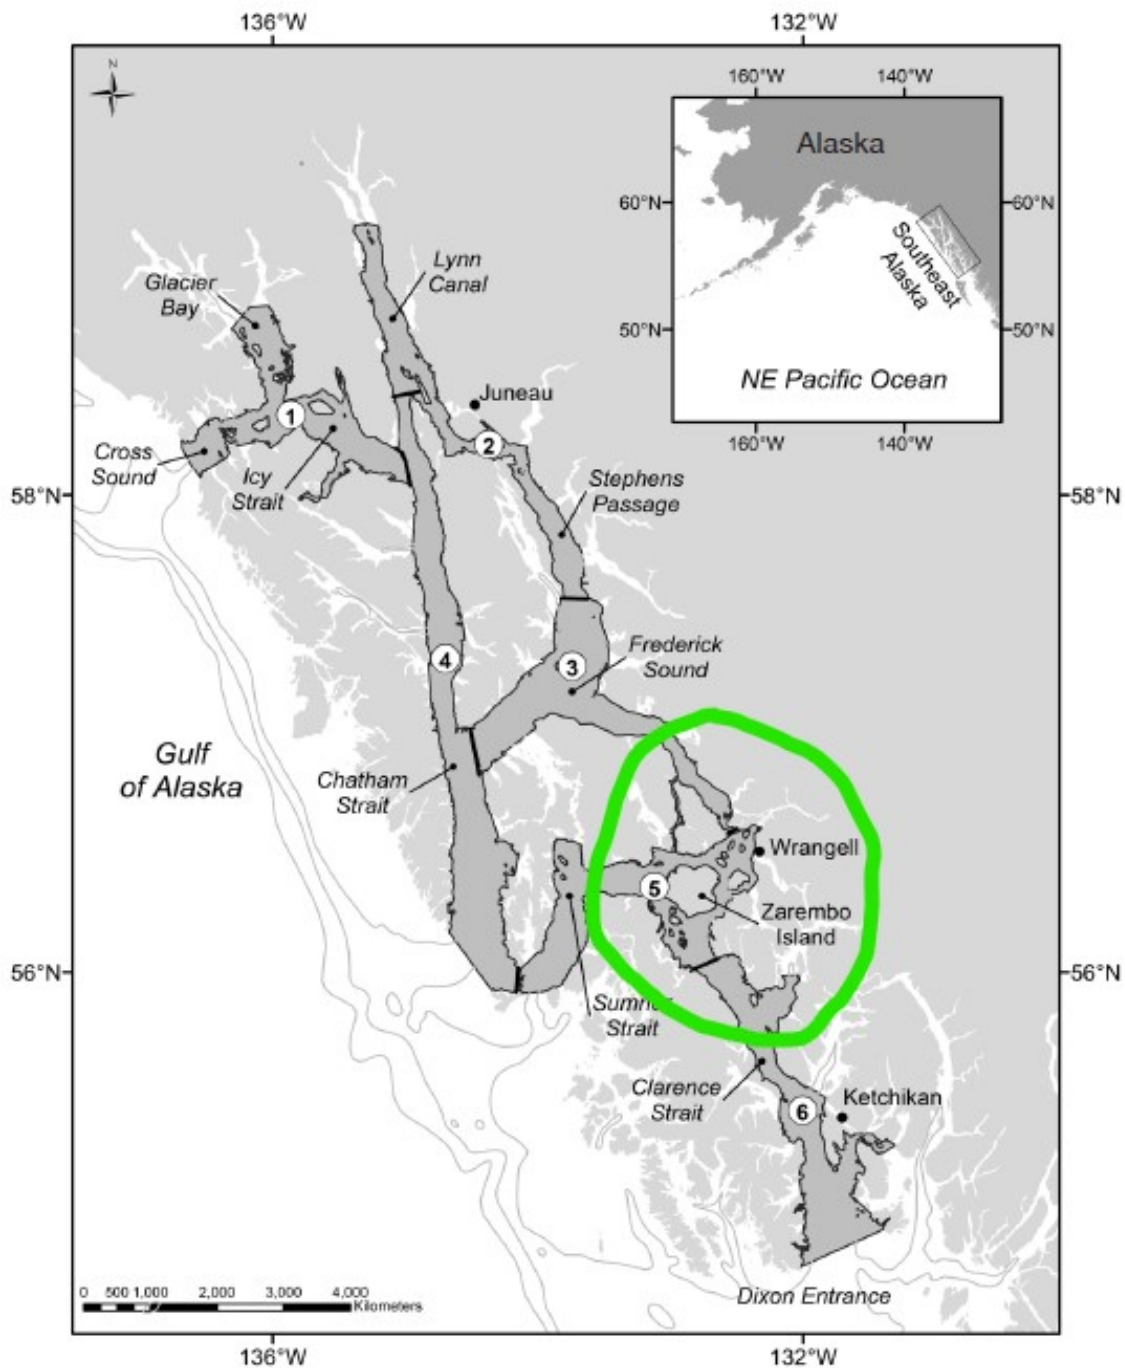 136°W
132°W
N
160°W
140°W
Alaska
60°N
60°N
Southeast
Alaska
50°N
50°N
NE Pacific Ocean
160°W
140°W
Lynn
Canal
Glacier
Bay
Juneau
1
2
Cross
Sound
Icy
Strait
Stephens
Passage
58°N
58°N
4
3
Frederick
Sound
Gulf
of Alaska
Chatham
Strait
Wrangell
5
Zarembo
Island
56°N
56°N
Strait
Clarence
Strait
6
Ketchikan
0 500 1,000 2,000 3,000 4,000
Kilometers
Dixon Entrance
136°W
132°W